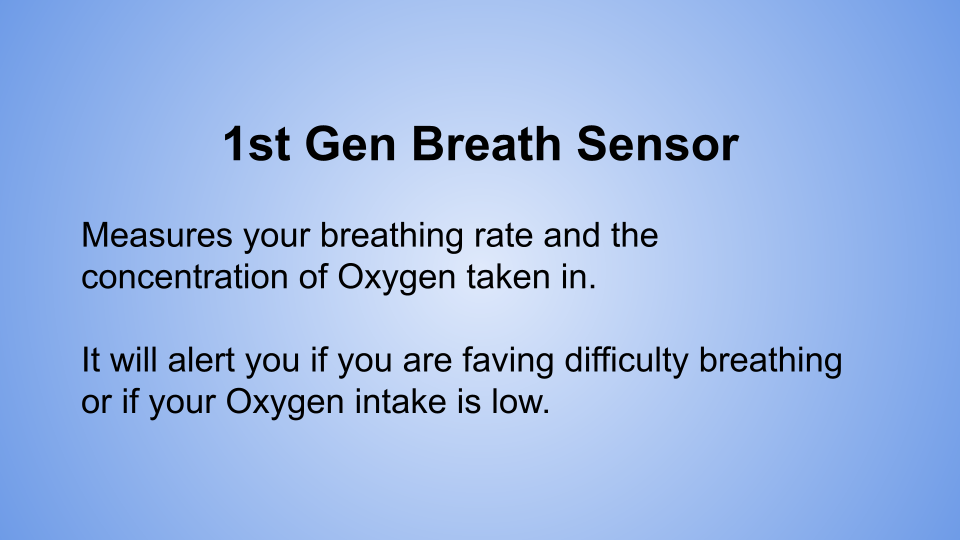 1st Gen Breath Sensor
Measures your breathing rate and the
concentration of Oxygen taken in.
It will alert you if you are faving difficulty breathing
or if your Oxygen intake is low.